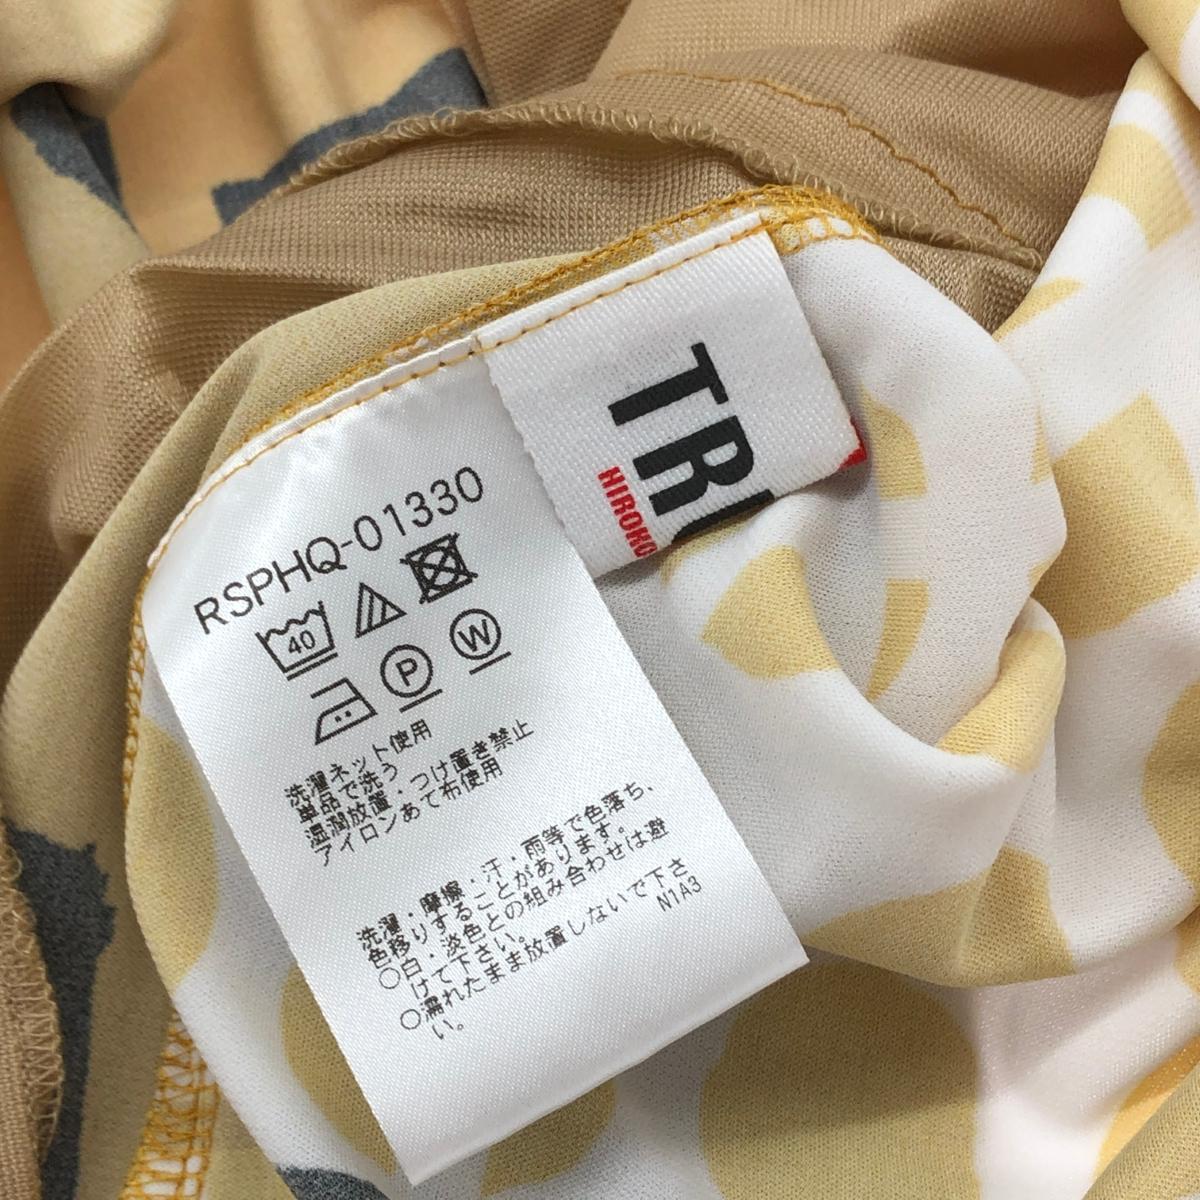 TR
HIROKO
RSPHQ-01330
40
P W
洗濯ネット使用
単品で洗う
湿潤放置・つけ置き禁止
アイロンあて布使用
洗濯・摩擦・汗・雨等で色落ち、
色移りすることがあります。
○白・淡色との組み合わせは避
けて下さい。
○濡れたまま放置しないで下さ
い。
N1A3